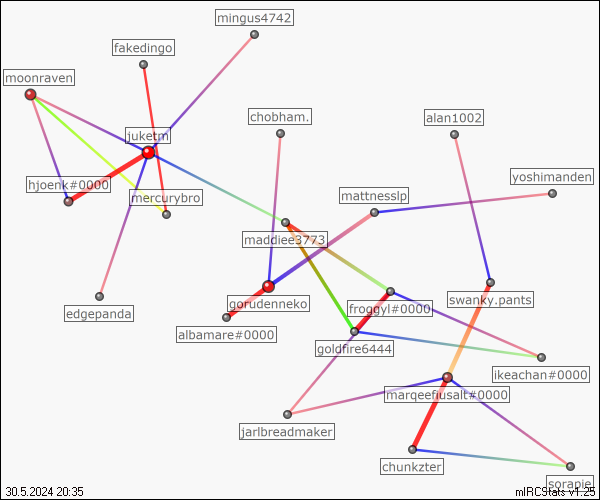 mingus4742
fakedingo
moonraven
chobham.
alan1002
juketm
yoshimanden
hjoenk#0000
mercurybro
mattnesslp
maddiee3773
swanky.pants
gorudenneko
froggyl#0000
edgepanda
albamare#0000
goldfire6444
ikeachan#0000
marqeefiusalt#0000
jarlbreadmaker
chunkzter
sorapie
30.5.2024 20:35
mIRCStats v1.25